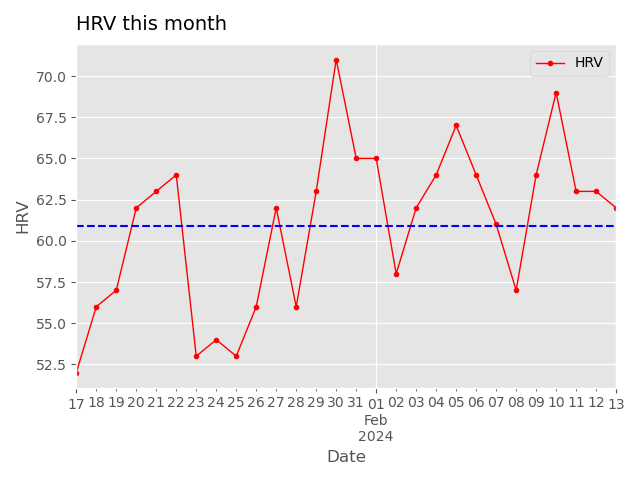 HRV this month
HRV
70.0
67.5
65.0
62.5
60.0
57.5
55.0
52.5
HRV
17 18 19 20 21 22 23 24 25 26 27 28 29 30 31 01 02 03 04 05 06 07 08 09 10 11 12 13
Feb
2024
Date